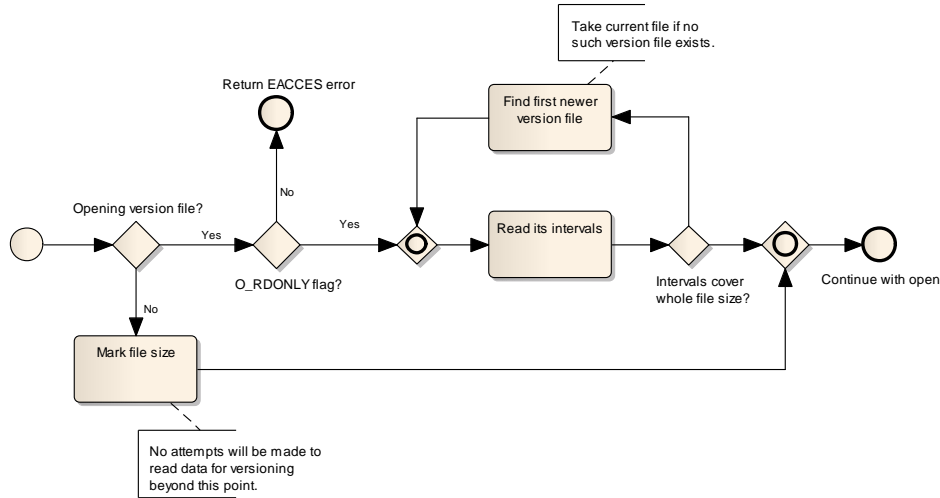 Take current file if no
such version file exists.
Return EACCES error
Find first newer
version file
No
Opening version file?
Yes
Yes
Read its intervals
O_RDONLY flag?
Intervals cover
whole file size?
Continue with open
No
Mark file size
No attempts will be made to
read data for versioning
beyond this point.